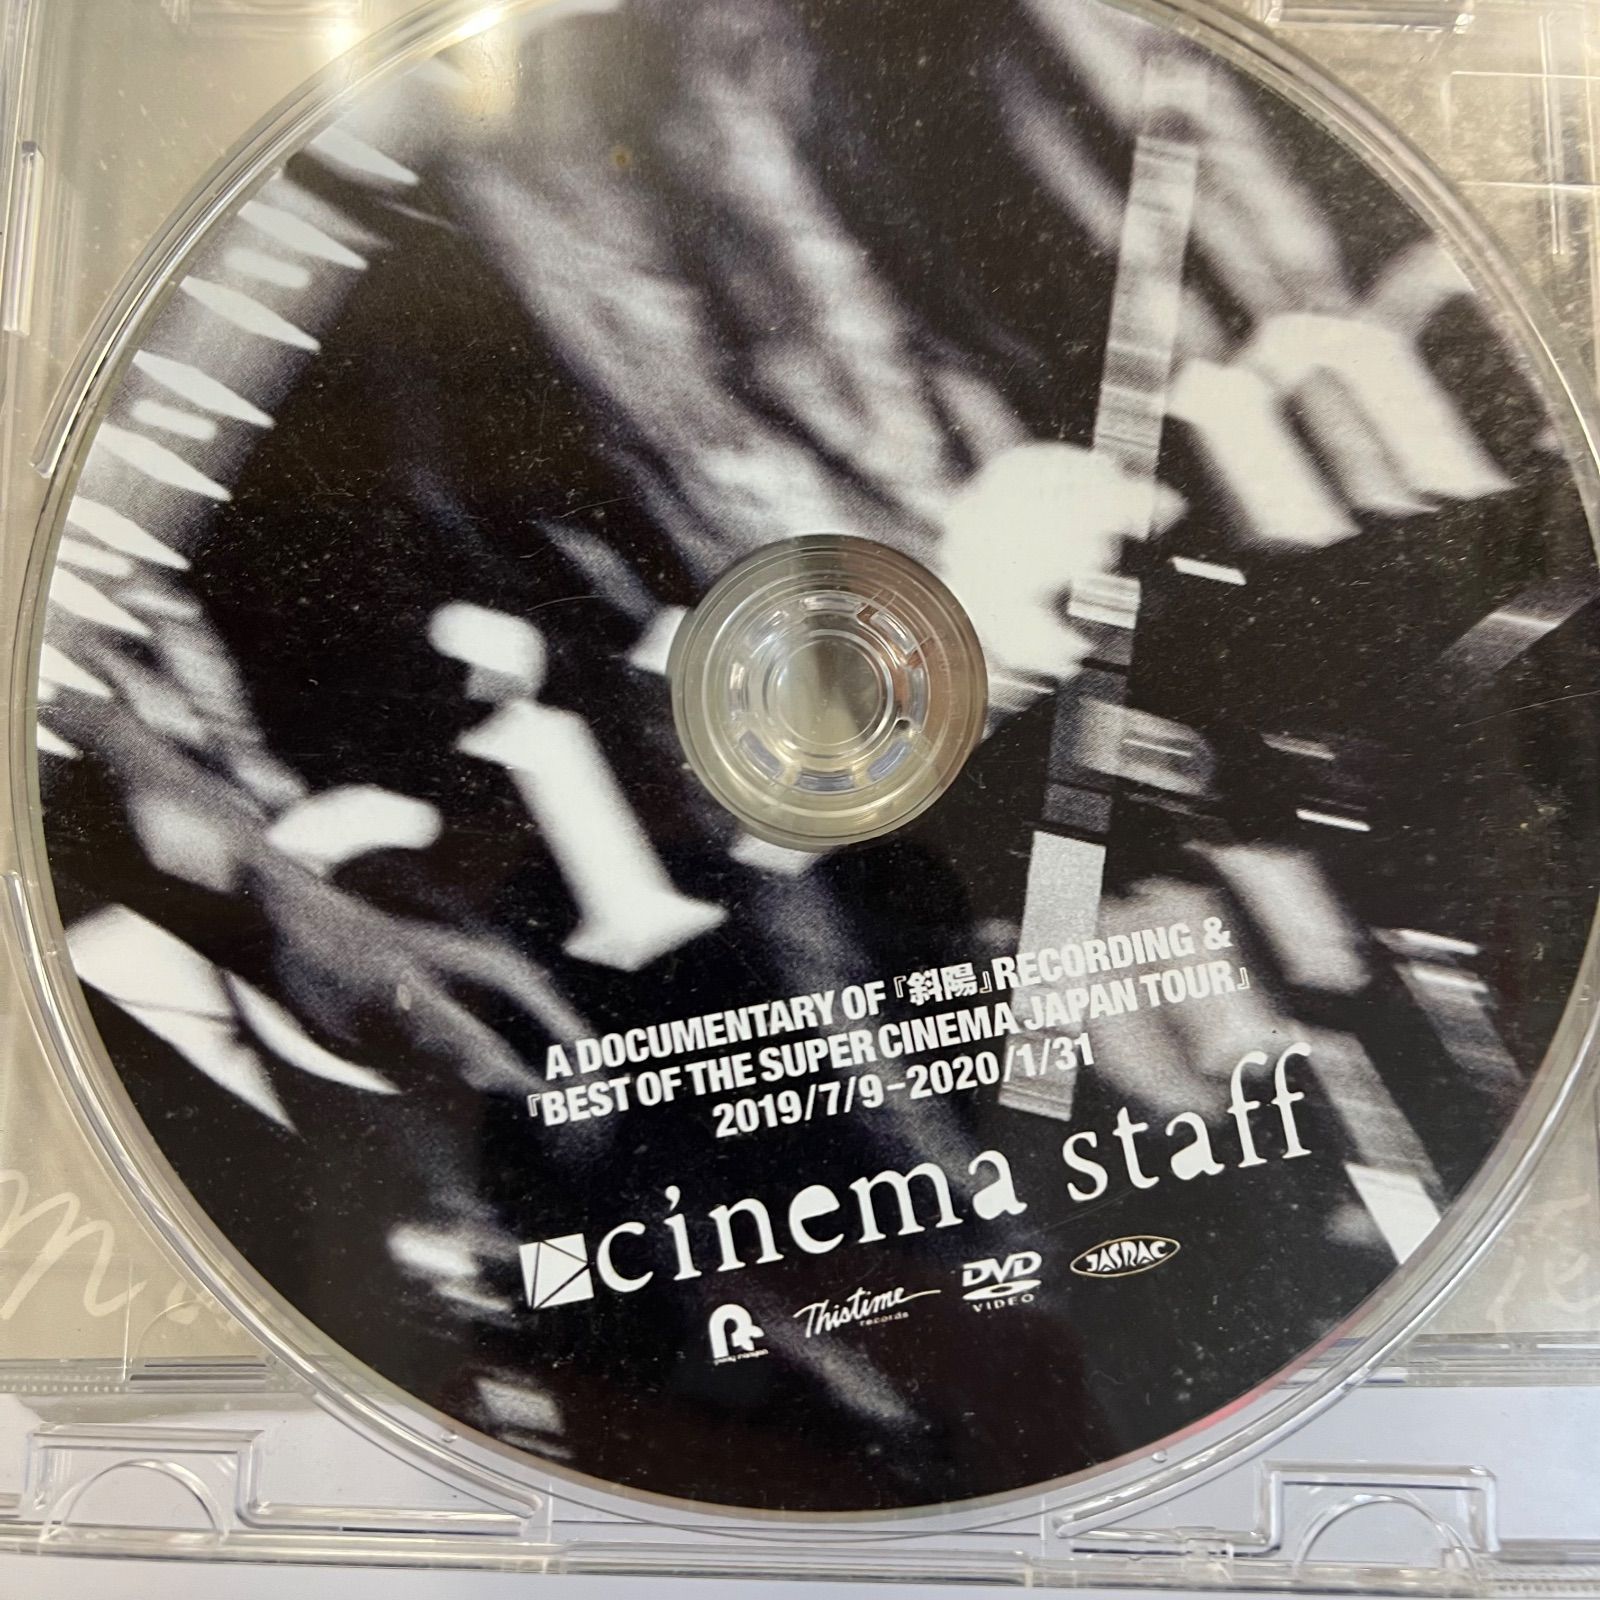 A DOCUMENTARY OF『斜陽』RECORDING &
『BEST OF THE SUPER CINEMA JAPAN TOUR』
2019/7/9-2020/1/31
cinema staff
Thistime
records
DVD
VIDEO
JASRAC